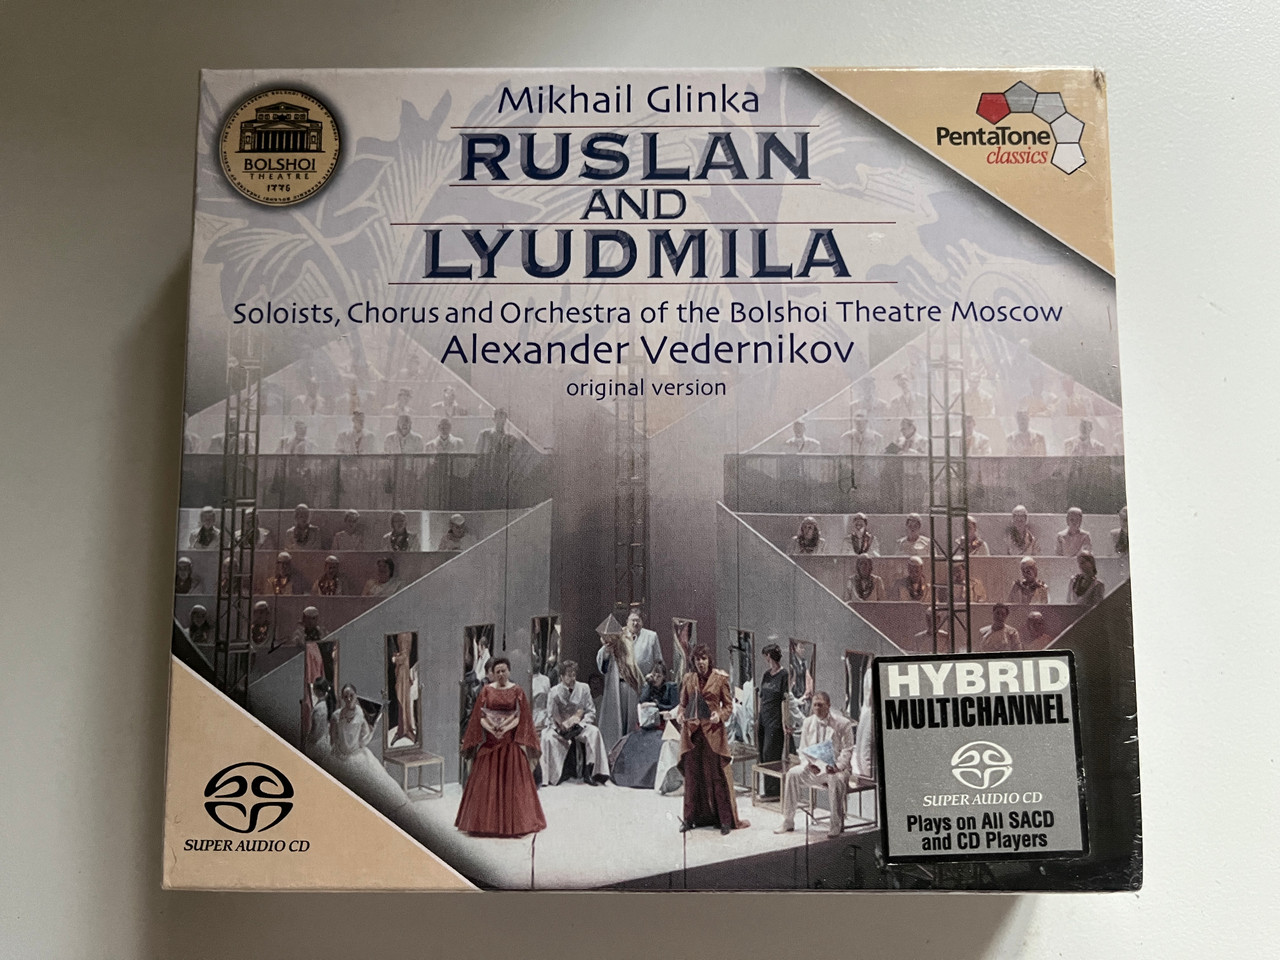 Mikhail Glinka
RUSLAN
AND
LYUDMILA
Soloists, Chorus and Orchestra of the Bolshoi Theatre Moscow
Alexander Vedernikov
original version
BOLSHOI
THEATRE
1776
PentaTone
classics
SUPER AUDIO CD
HYBRID
MULTICHANNEL
SUPER AUDIO CD
Plays on All SACD
and CD Players